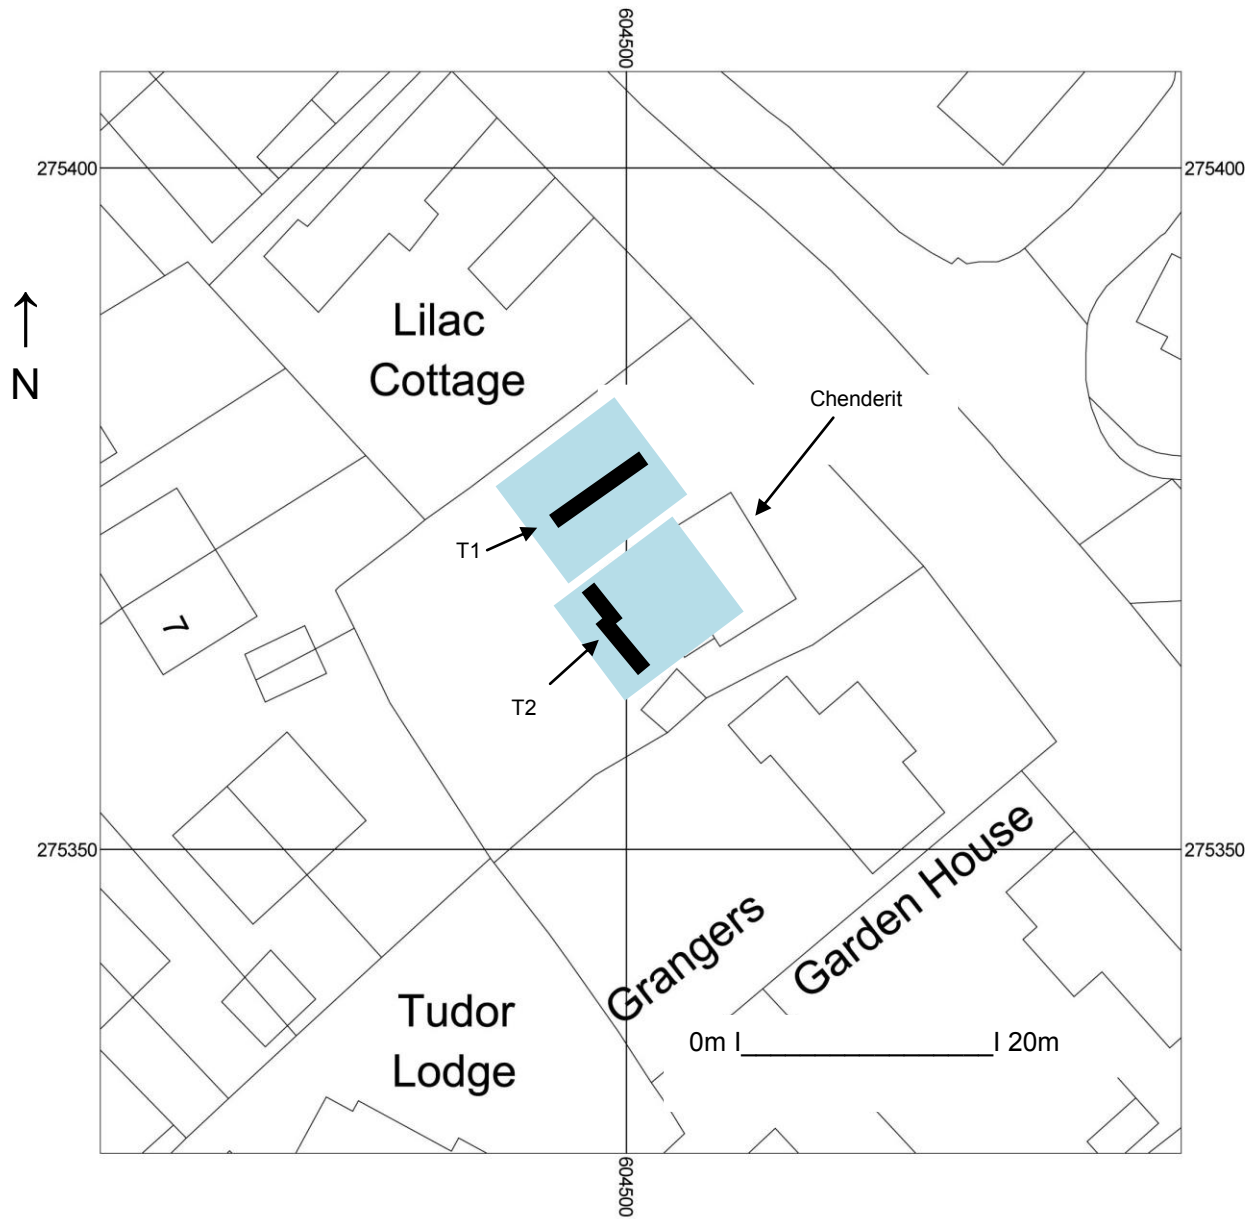 604500
275400
275400
↑
N
Lilac
Cottage
Chenderit
T1
7
T2
275350
275350
Garden House
Grangers
Tudor
Lodge
0m I I 20m
604500